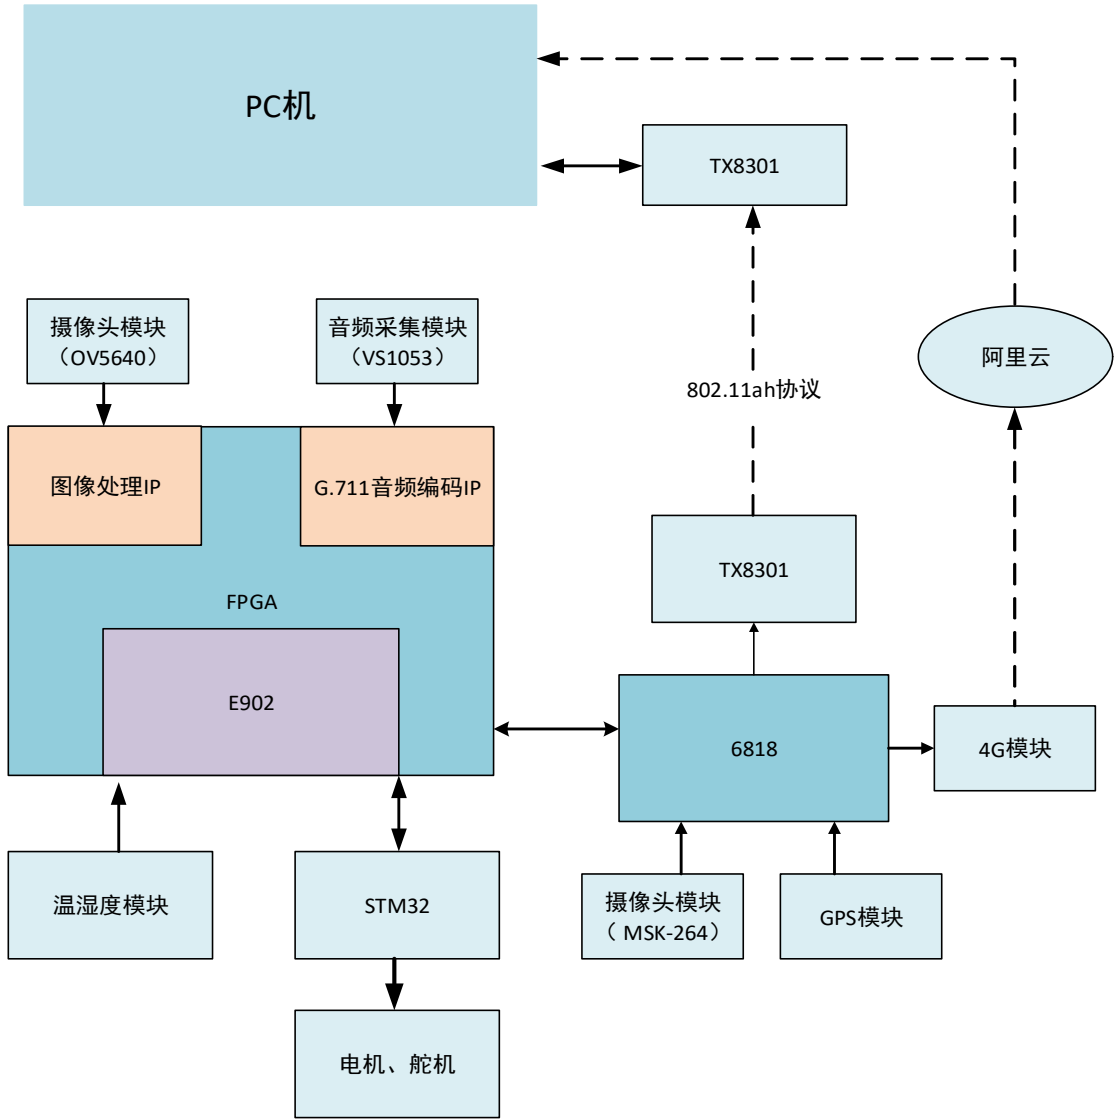 PC机
TX8301
摄像头模块
（OV5640）
音频采集模块
（VS1053）
阿里云
802.11ah协议
图像处理IP
G.711音频编码IP
TX8301
FPGA
E902
6818
4G模块
温湿度模块
STM32
摄像头模块
（ MSK-264）
GPS模块
电机、舵机